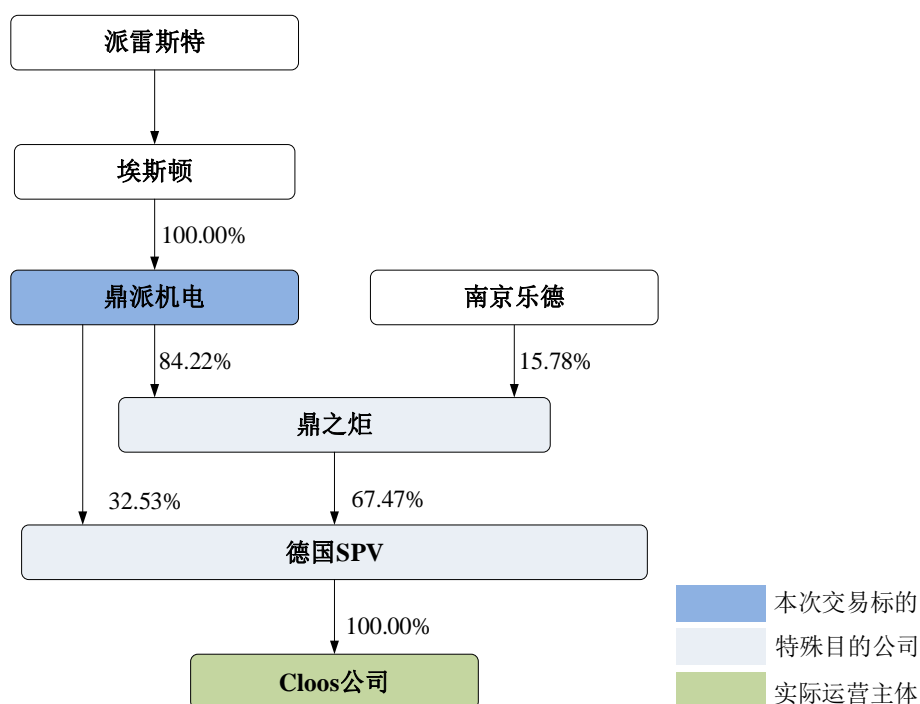 派雷斯特
埃斯顿
100.00%
鼎派机电
南京乐德
84.22%
15.78%
鼎之炬
32.53%
67.47%
德国SPV
100.00%
Cloos公司
本次交易标的
特殊目的公司
实际运营主体